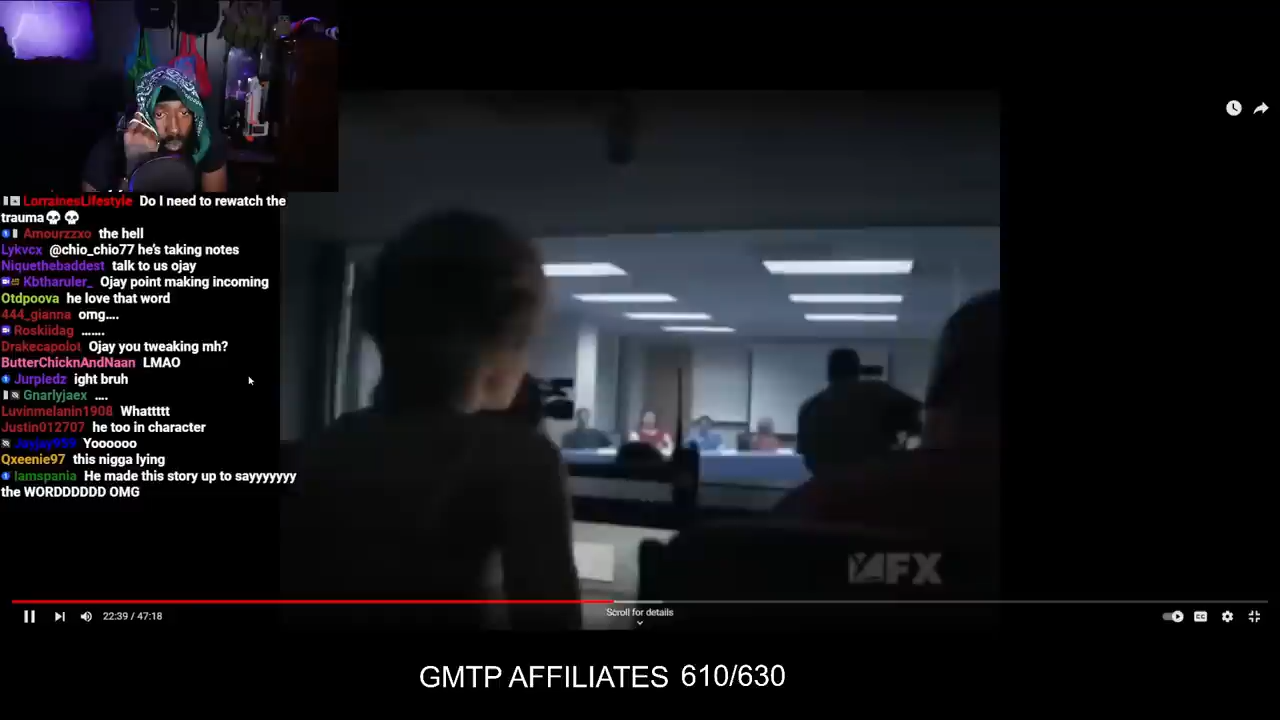 LorrainesLifestyle Do I need to rewatch the
trauma💀💀
Amourzzxo the hell
Lykvcx @chio_chio77 he's taking notes
Niquethebaddest talk to us ojay
Kbtharuler_ Ojay point making incoming
Otdpoova he love that word
444_gianna omg....
Roskiidag .......
Drakecapolot Ojay you tweaking mh?
ButterChicknAndNaan LMAO
Jurpledz ight bruh
Gnarlyjaex ....
Luvinmelanin1908 Whattttt
Justin012707 he too in character
Jayjay959 Yoooooo
Qxeenie97 this nigga lying
Iamspania He made this story up to sayyyyyyy
the WORDDDDDD OMG
FX
Scroll for details
22:39 / 47:18
GMTP AFFILIATES 610/630